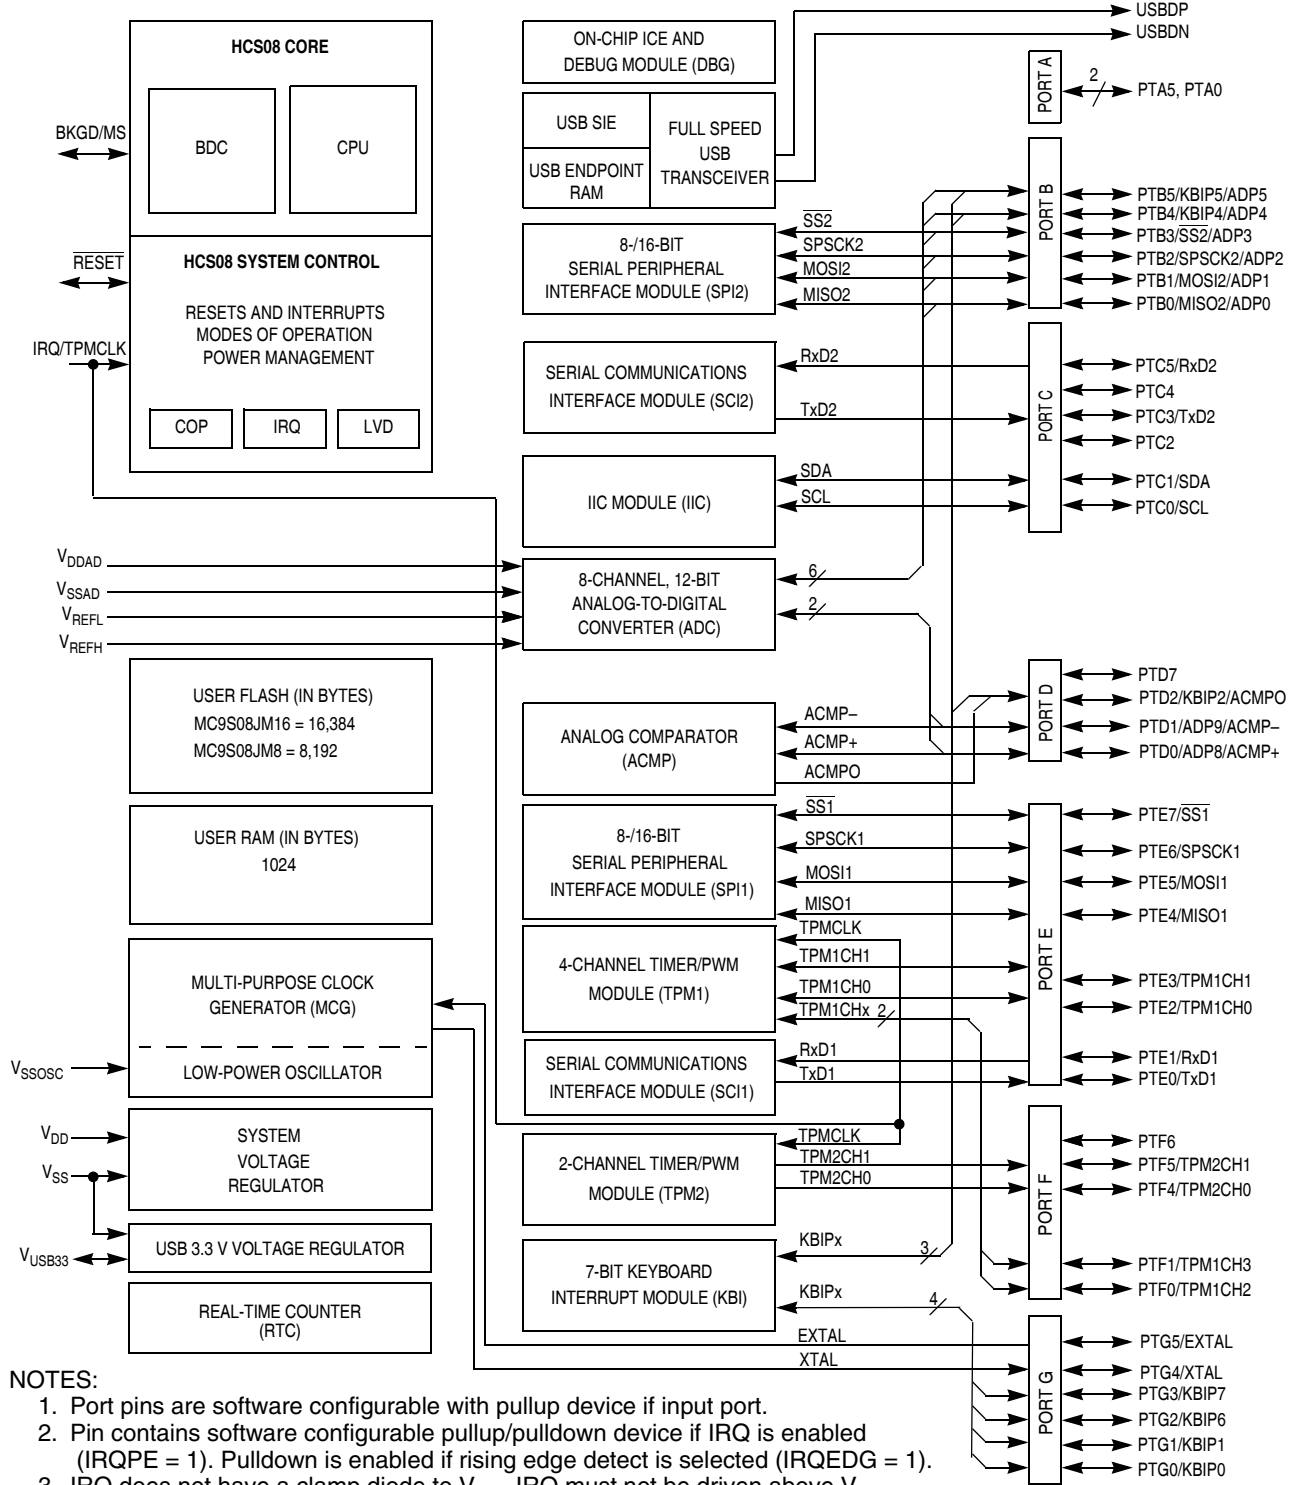 HCS08 CORE
BDC
CPU
BKGD/MS
RESET
HCS08 SYSTEM CONTROL
RESETS AND INTERRUPTS
MODES OF OPERATION
POWER MANAGEMENT
IRQ/TPMCLK
COP
IRQ
LVD
VDDAD
VSSAD
VREFL
VREFH
USER FLASH (IN BYTES)
MC9S08JM16 = 16,384
MC9S08JM8 = 8,192
USER RAM (IN BYTES)
1024
MULTI-PURPOSE CLOCK
GENERATOR (MCG)
LOW-POWER OSCILLATOR
VSSOSC
VDD
VSS
SYSTEM
VOLTAGE
REGULATOR
USB 3.3 V VOLTAGE REGULATOR
VUSB33
REAL-TIME COUNTER
(RTC)
ON-CHIP ICE AND
DEBUG MODULE (DBG)
USB SIE
USB ENDPOINT
RAM
FULL SPEED
USB
TRANSCEIVER
USBDP
USBDN
8-/16-BIT
SERIAL PERIPHERAL
INTERFACE MODULE (SPI2)
SS2
SPSCK2
MOSI2
MISO2
SERIAL COMMUNICATIONS
INTERFACE MODULE (SCI2)
RxD2
TxD2
IIC MODULE (IIC)
SDA
SCL
8-CHANNEL, 12-BIT
ANALOG-TO-DIGITAL
CONVERTER (ADC)
6
2
ANALOG COMPARATOR
(ACMP)
ACMP–
ACMP+
ACMPO
8-/16-BIT
SERIAL PERIPHERAL
INTERFACE MODULE (SPI1)
SS1
SPSCK1
MOSI1
MISO1
4-CHANNEL TIMER/PWM
MODULE (TPM1)
TPMCLK
TPM1CH1
TPM1CH0
TPM1CHx 2
SERIAL COMMUNICATIONS
INTERFACE MODULE (SCI1)
RxD1
TxD1
2-CHANNEL TIMER/PWM
MODULE (TPM2)
TPMCLK
TPM2CH1
TPM2CH0
7-BIT KEYBOARD
INTERRUPT MODULE (KBI)
KBIPx 3
KBIPx 4
EXTAL
XTAL
PORT A
2
PTA5, PTA0
PORT B
PTB5/KBIP5/ADP5
PTB4/KBIP4/ADP4
PTB3/SS2/ADP3
PTB2/SPSCK2/ADP2
PTB1/MOSI2/ADP1
PTB0/MISO2/ADP0
PORT C
PTC5/RxD2
PTC4
PTC3/TxD2
PTC2
PTC1/SDA
PTC0/SCL
PORT D
PTD7
PTD2/KBIP2/ACMPO
PTD1/ADP9/ACMP–
PTD0/ADP8/ACMP+
PORT E
PTE7/SS1
PTE6/SPSCK1
PTE5/MOSI1
PTE4/MISO1
PTE3/TPM1CH1
PTE2/TPM1CH0
PTE1/RxD1
PTE0/TxD1
PORT F
PTF6
PTF5/TPM2CH1
PTF4/TPM2CH0
PTF1/TPM1CH3
PTF0/TPM1CH2
PORT G
PTG5/EXTAL
PTG4/XTAL
PTG3/KBIP7
PTG2/KBIP6
PTG1/KBIP1
PTG0/KBIP0
NOTES:
1. Port pins are software configurable with pullup device if input port.
2. Pin contains software configurable pullup/pulldown device if IRQ is enabled
(IRQPE = 1). Pulldown is enabled if rising edge detect is selected (IRQEDG = 1).
3. IRQ does not have a clamp diode to V IRQ must not be driven above V